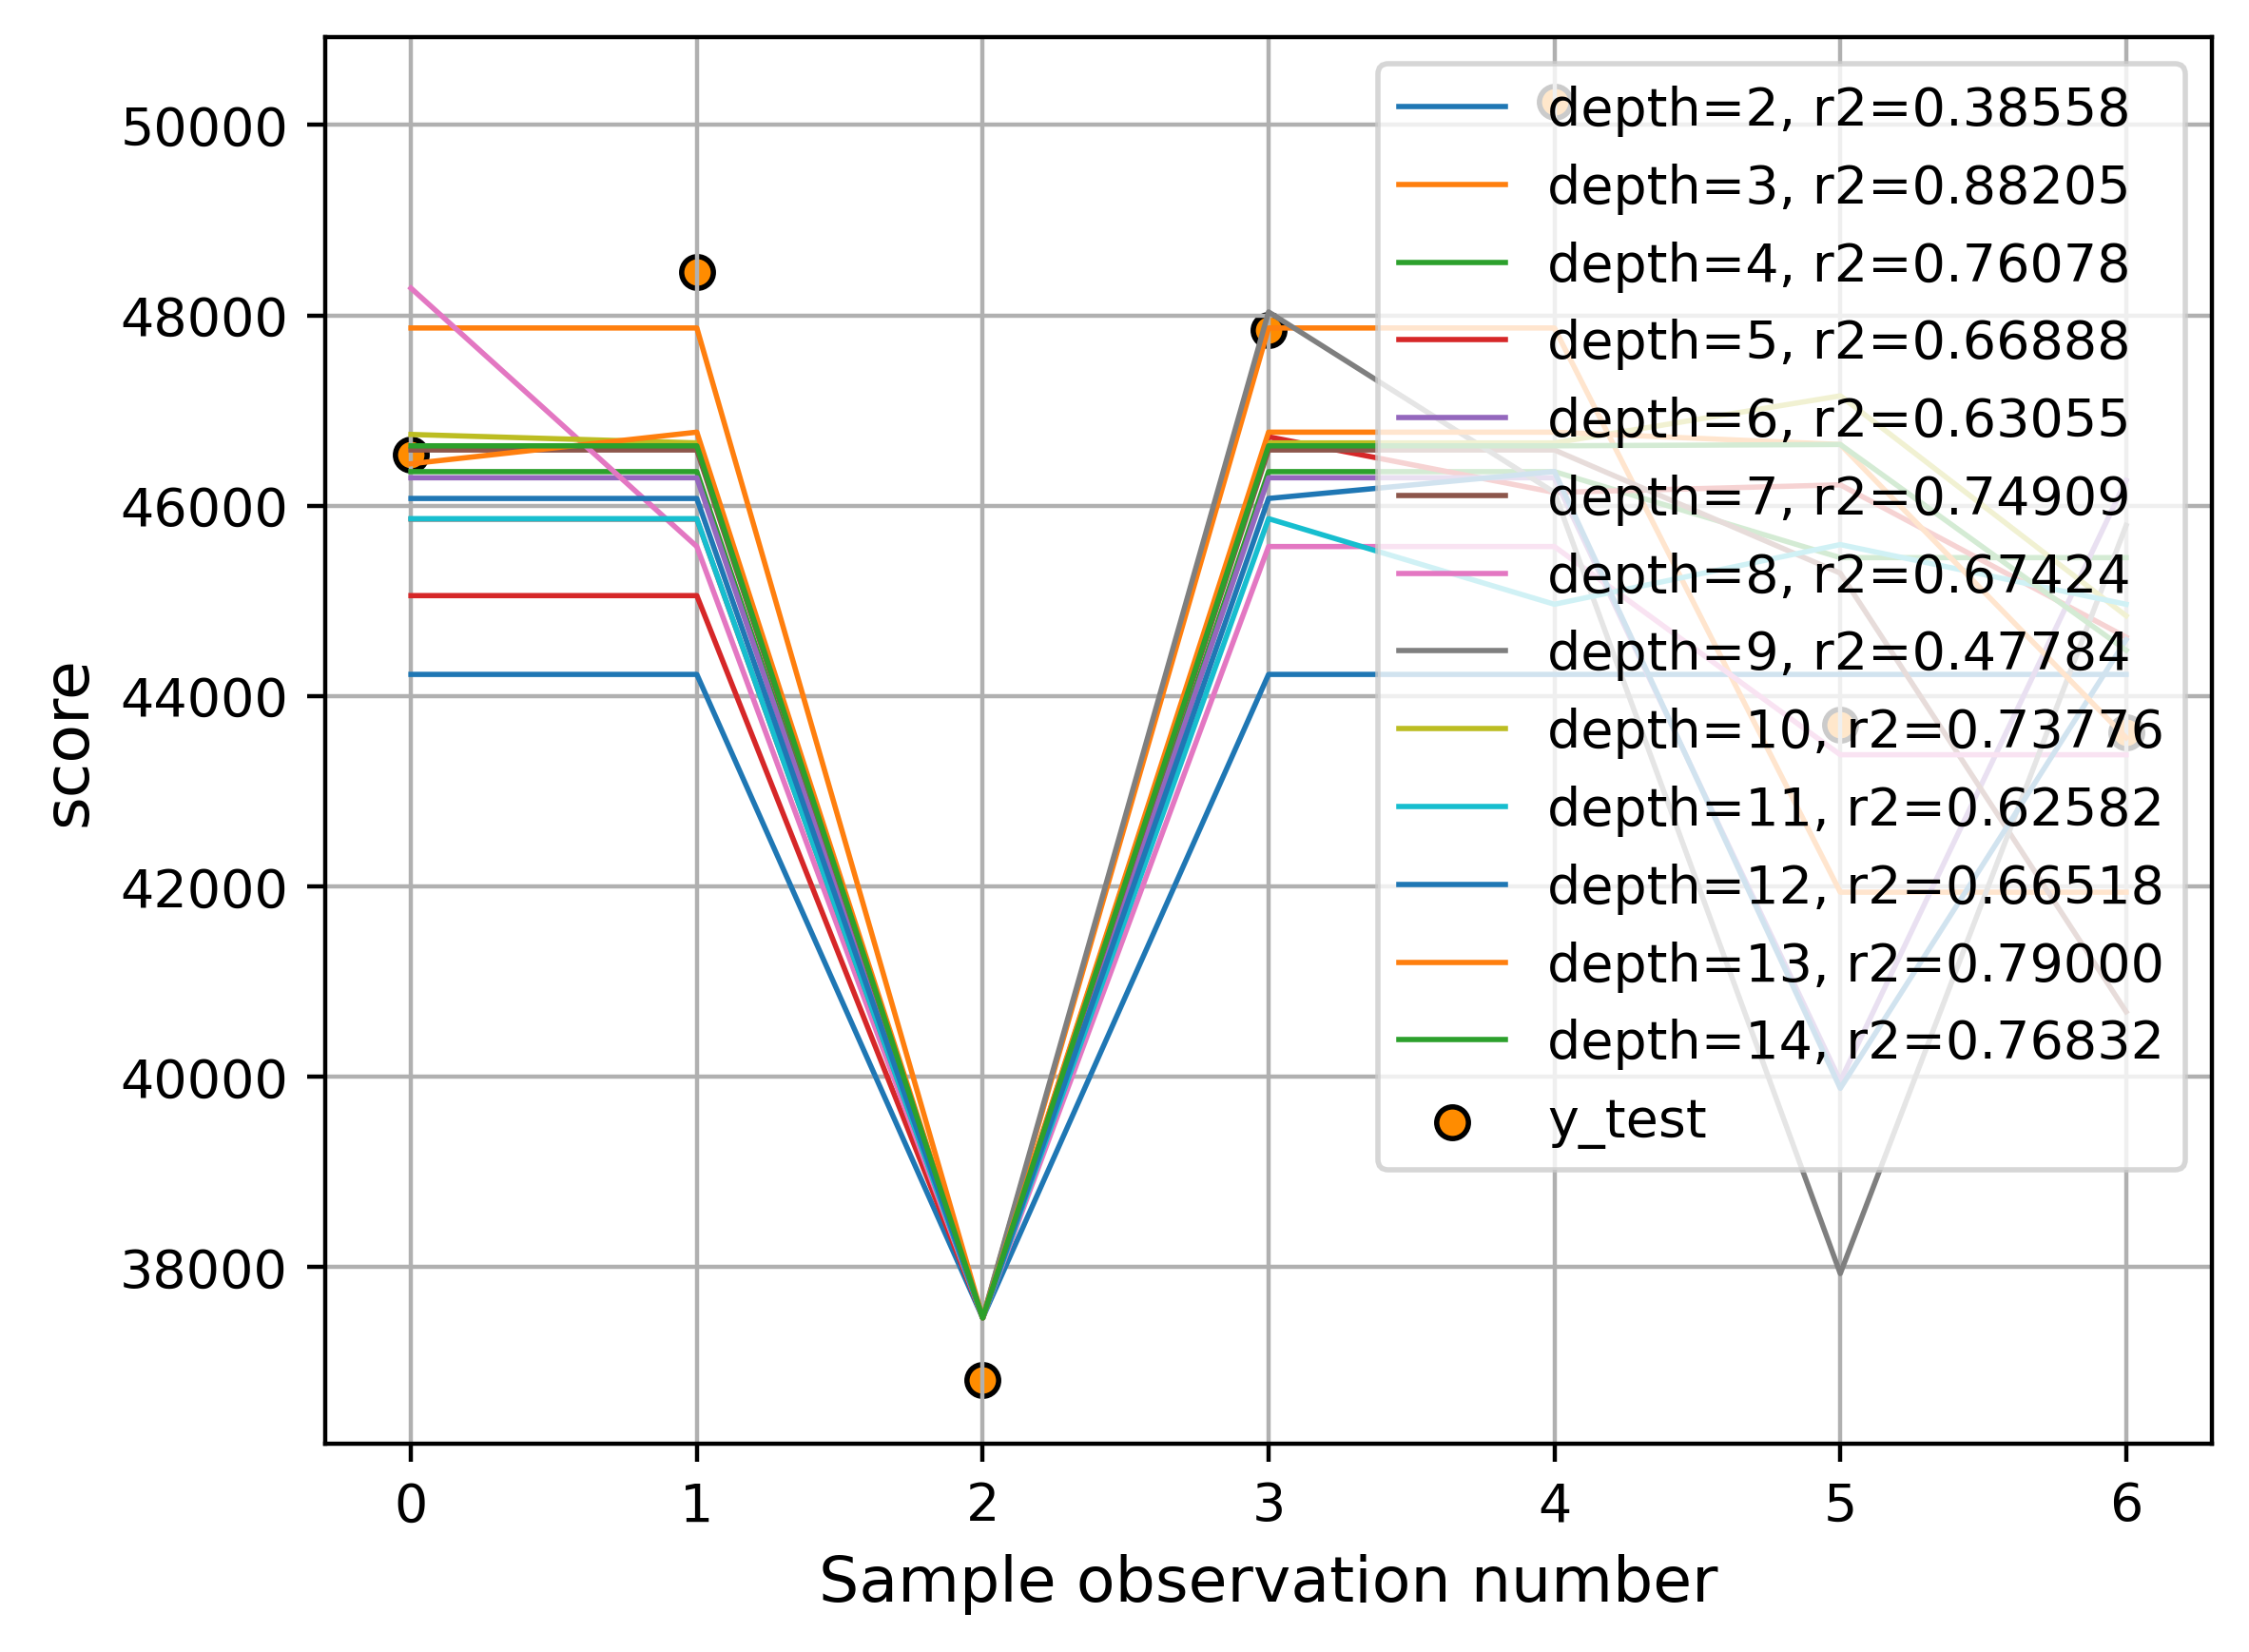 50000
48000
46000
44000
42000
40000
38000
score
0 1 2 3 4 5 6
Sample observation number
depth=2, r2=0.38558
depth=3, r2=0.88205
depth=4, r2=0.76078
depth=5, r2=0.66888
depth=6, r2=0.63055
depth=7, r2=0.74909
depth=8, r2=0.67424
depth=9, r2=0.47784
depth=10, r2=0.73776
depth=11, r2=0.62582
depth=12, r2=0.66518
depth=13, r2=0.79000
depth=14, r2=0.76832
y_test